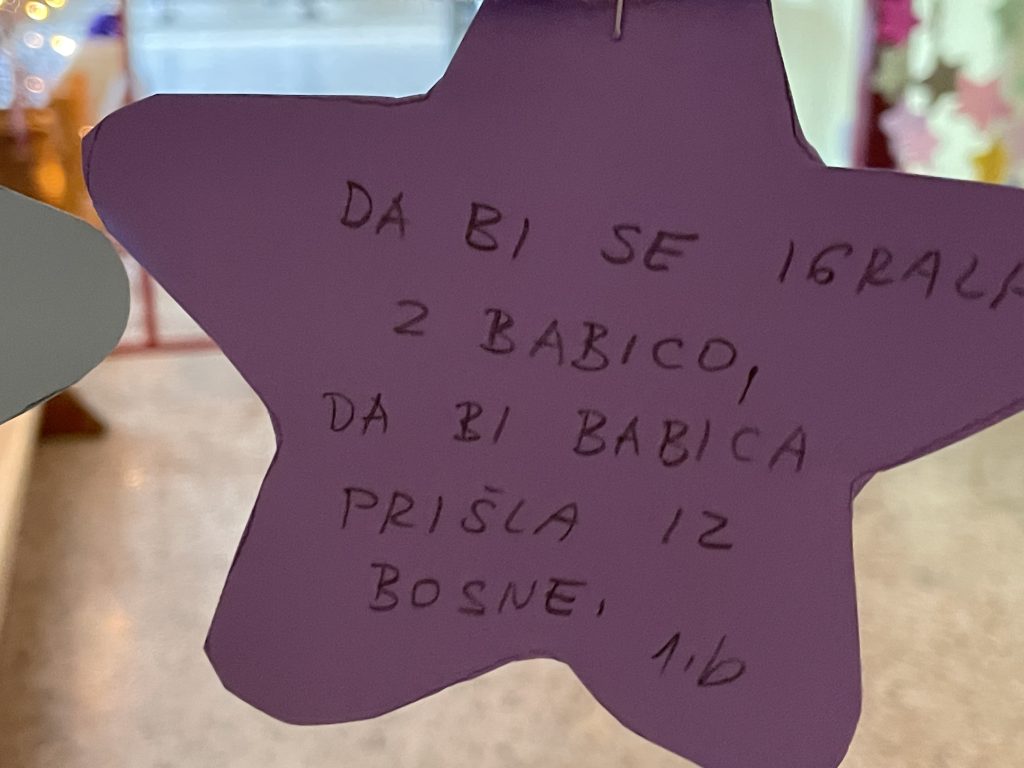 DA BI SE IGRALA
Z BABICO,
DA BI BABICA
PRIŠLA IZ
BOSNE.
1.b